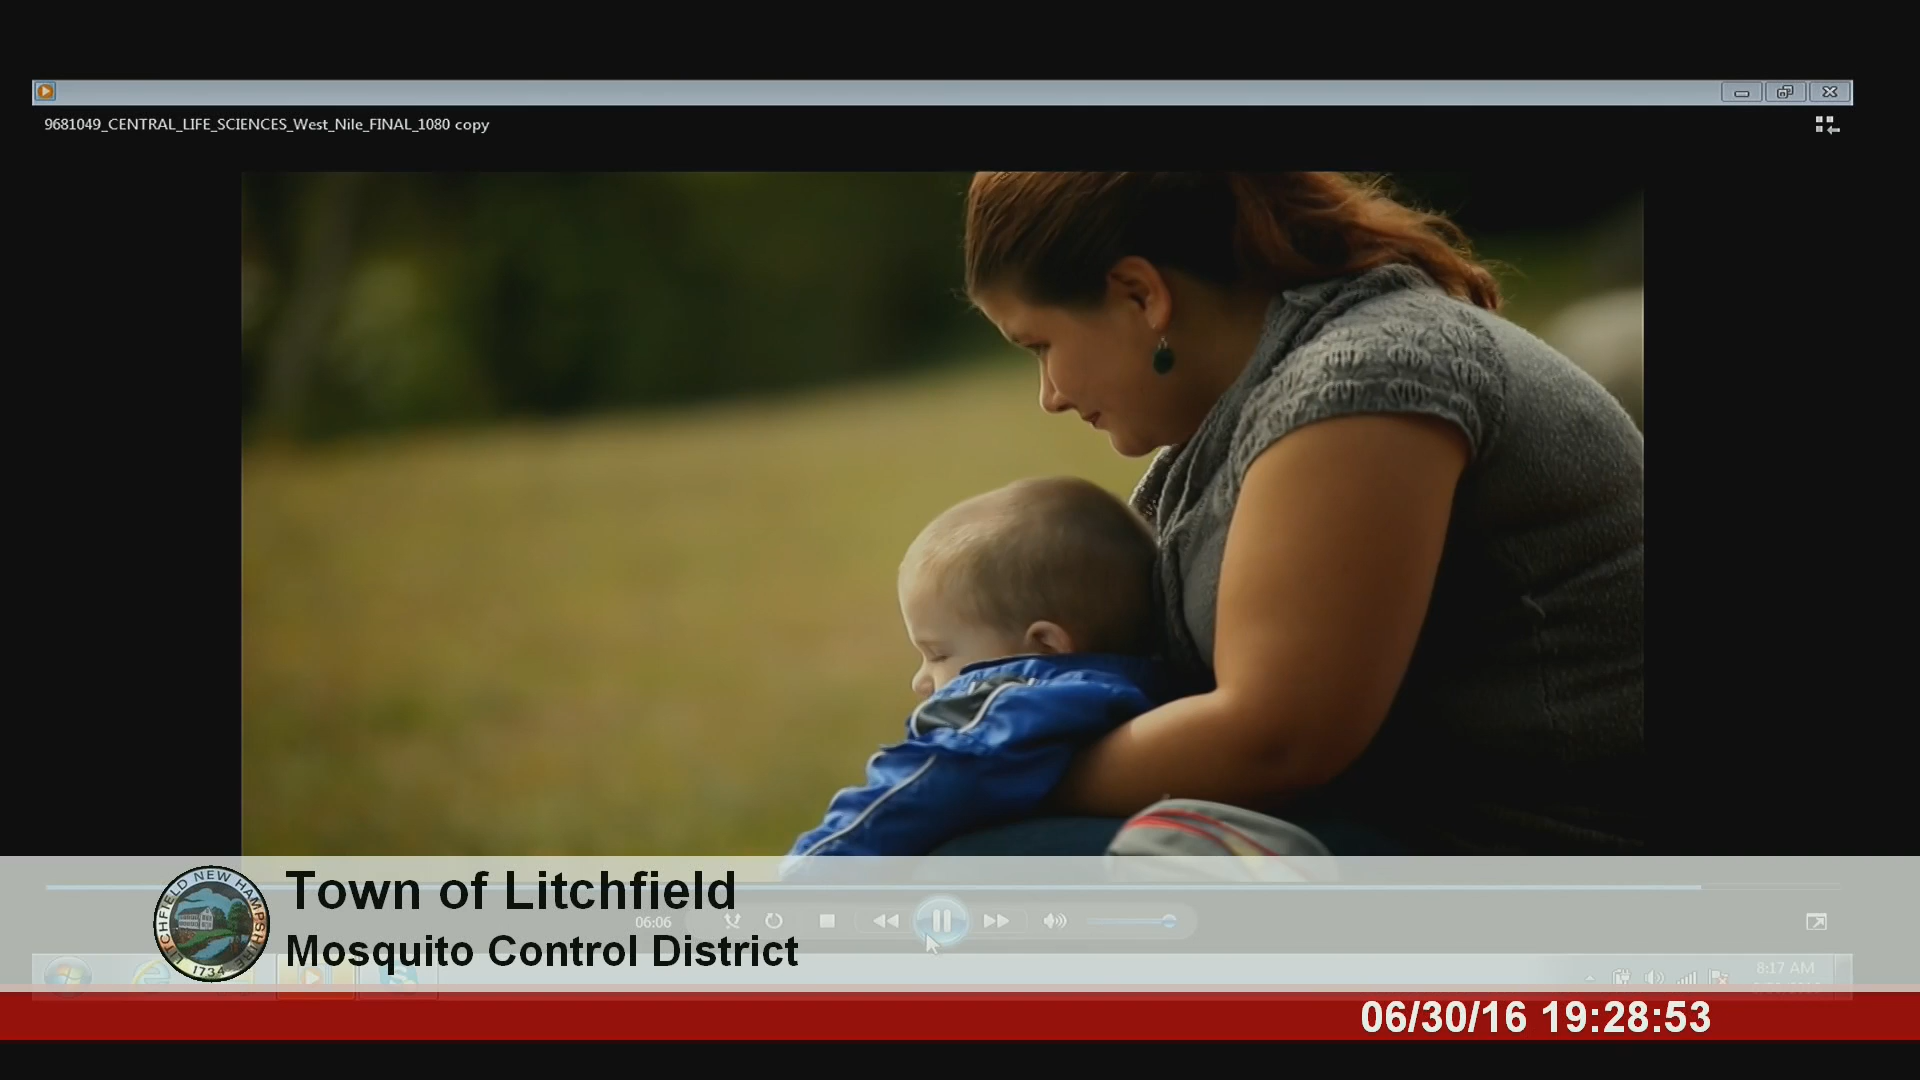 9681049_CENTRAL_LIFE_SCIENCES_West_Nile_FINAL_1080 copy
LITCHFIELD NEW HAMPSHIRE
1734
Town of Litchfield
Mosquito Control District
06:06
8:17 AM
06/30/16 19:28:53